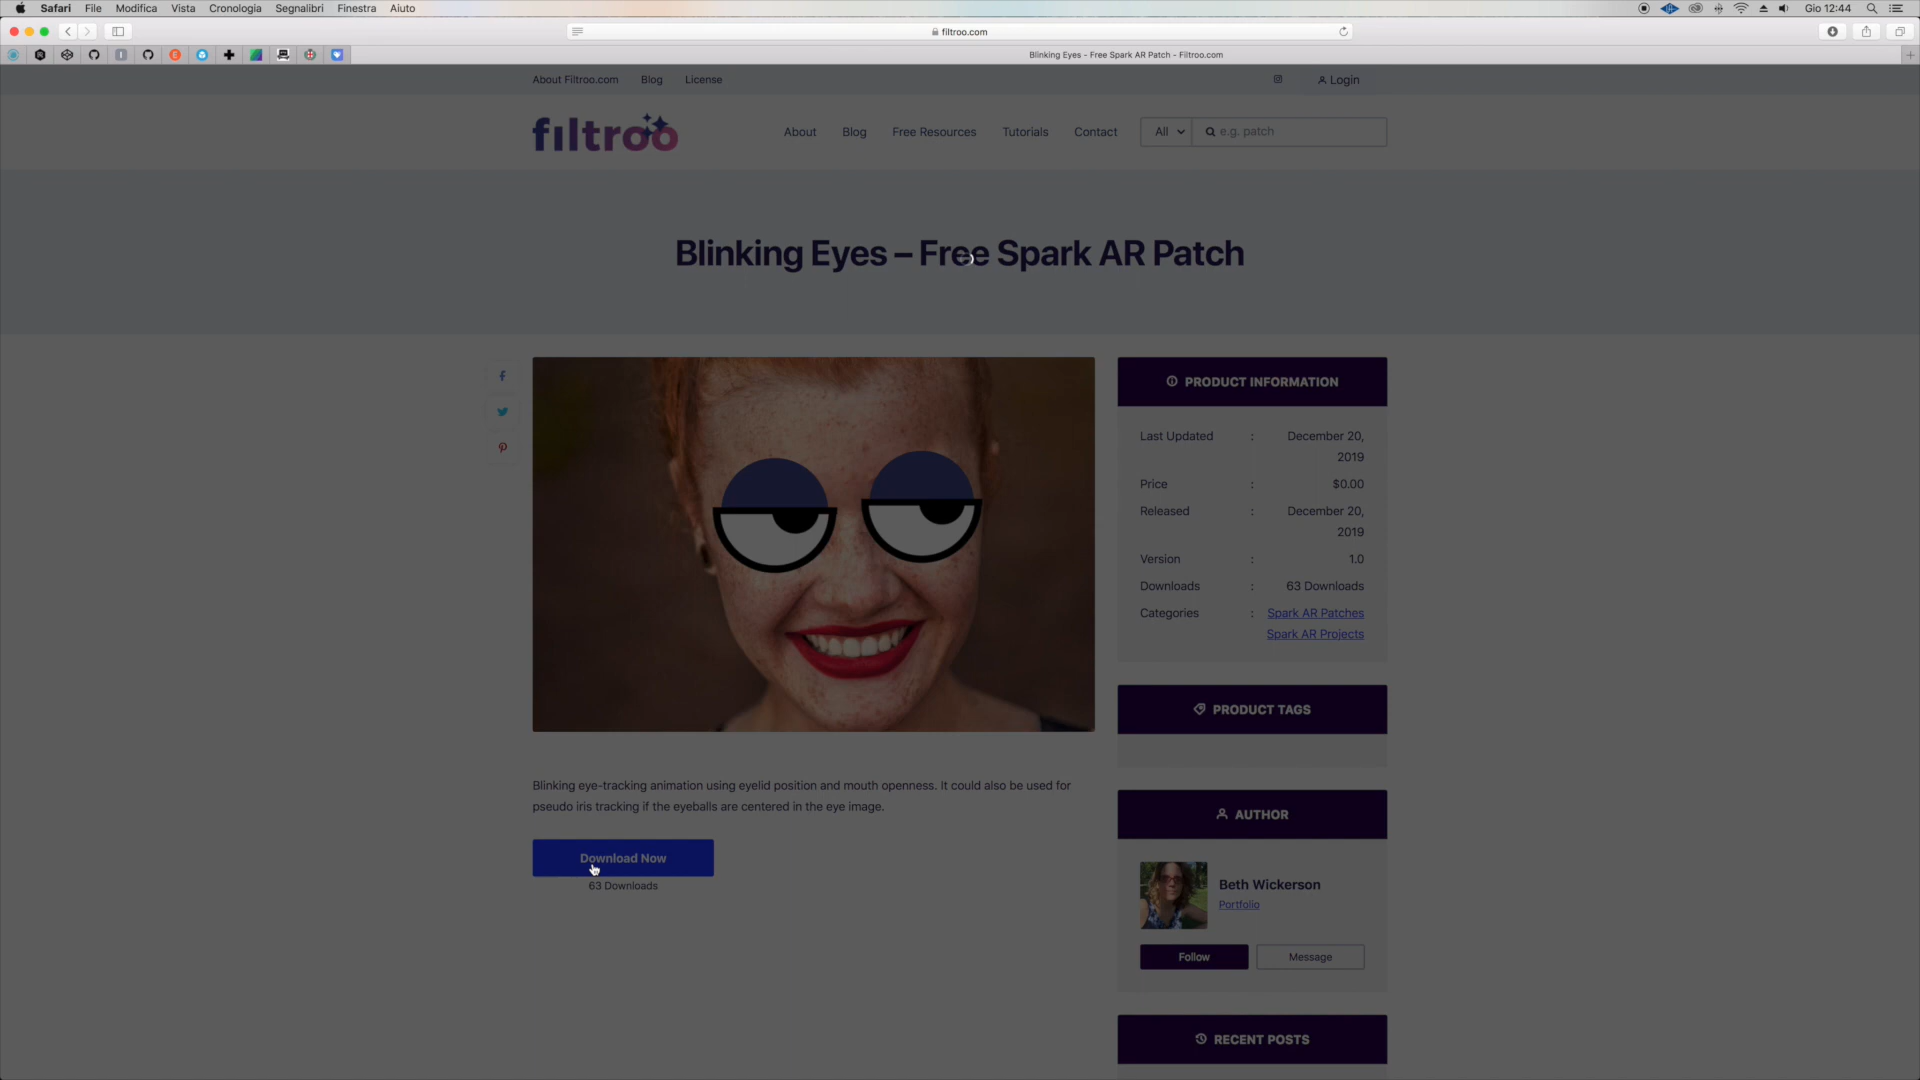 Safari File Modifica Vista Cronologia Segnalibri Finestra Aiuto Gio 12:44
filtroo.com
Blinking Eyes - Free Spark AR Patch - Filtroo.com
About Filtroo.com Blog License Login
filtroo About Blog Free Resources Tutorials Contact All e.g. patch
Blinking Eyes – Free Spark AR Patch
PRODUCT INFORMATION
Last Updated : December 20,
2019
Price : $0.00
Released : December 20,
2019
Version : 1.0
Downloads : 63 Downloads
Categories : Spark AR Patches
Spark AR Projects
PRODUCT TAGS
Blinking eye-tracking animation using eyelid position and mouth openness. It could also be used for
pseudo iris tracking if the eyeballs are centered in the eye image.
Download Now
63 Downloads
AUTHOR
Beth Wickerson
Portfolio
Follow Message
RECENT POSTS